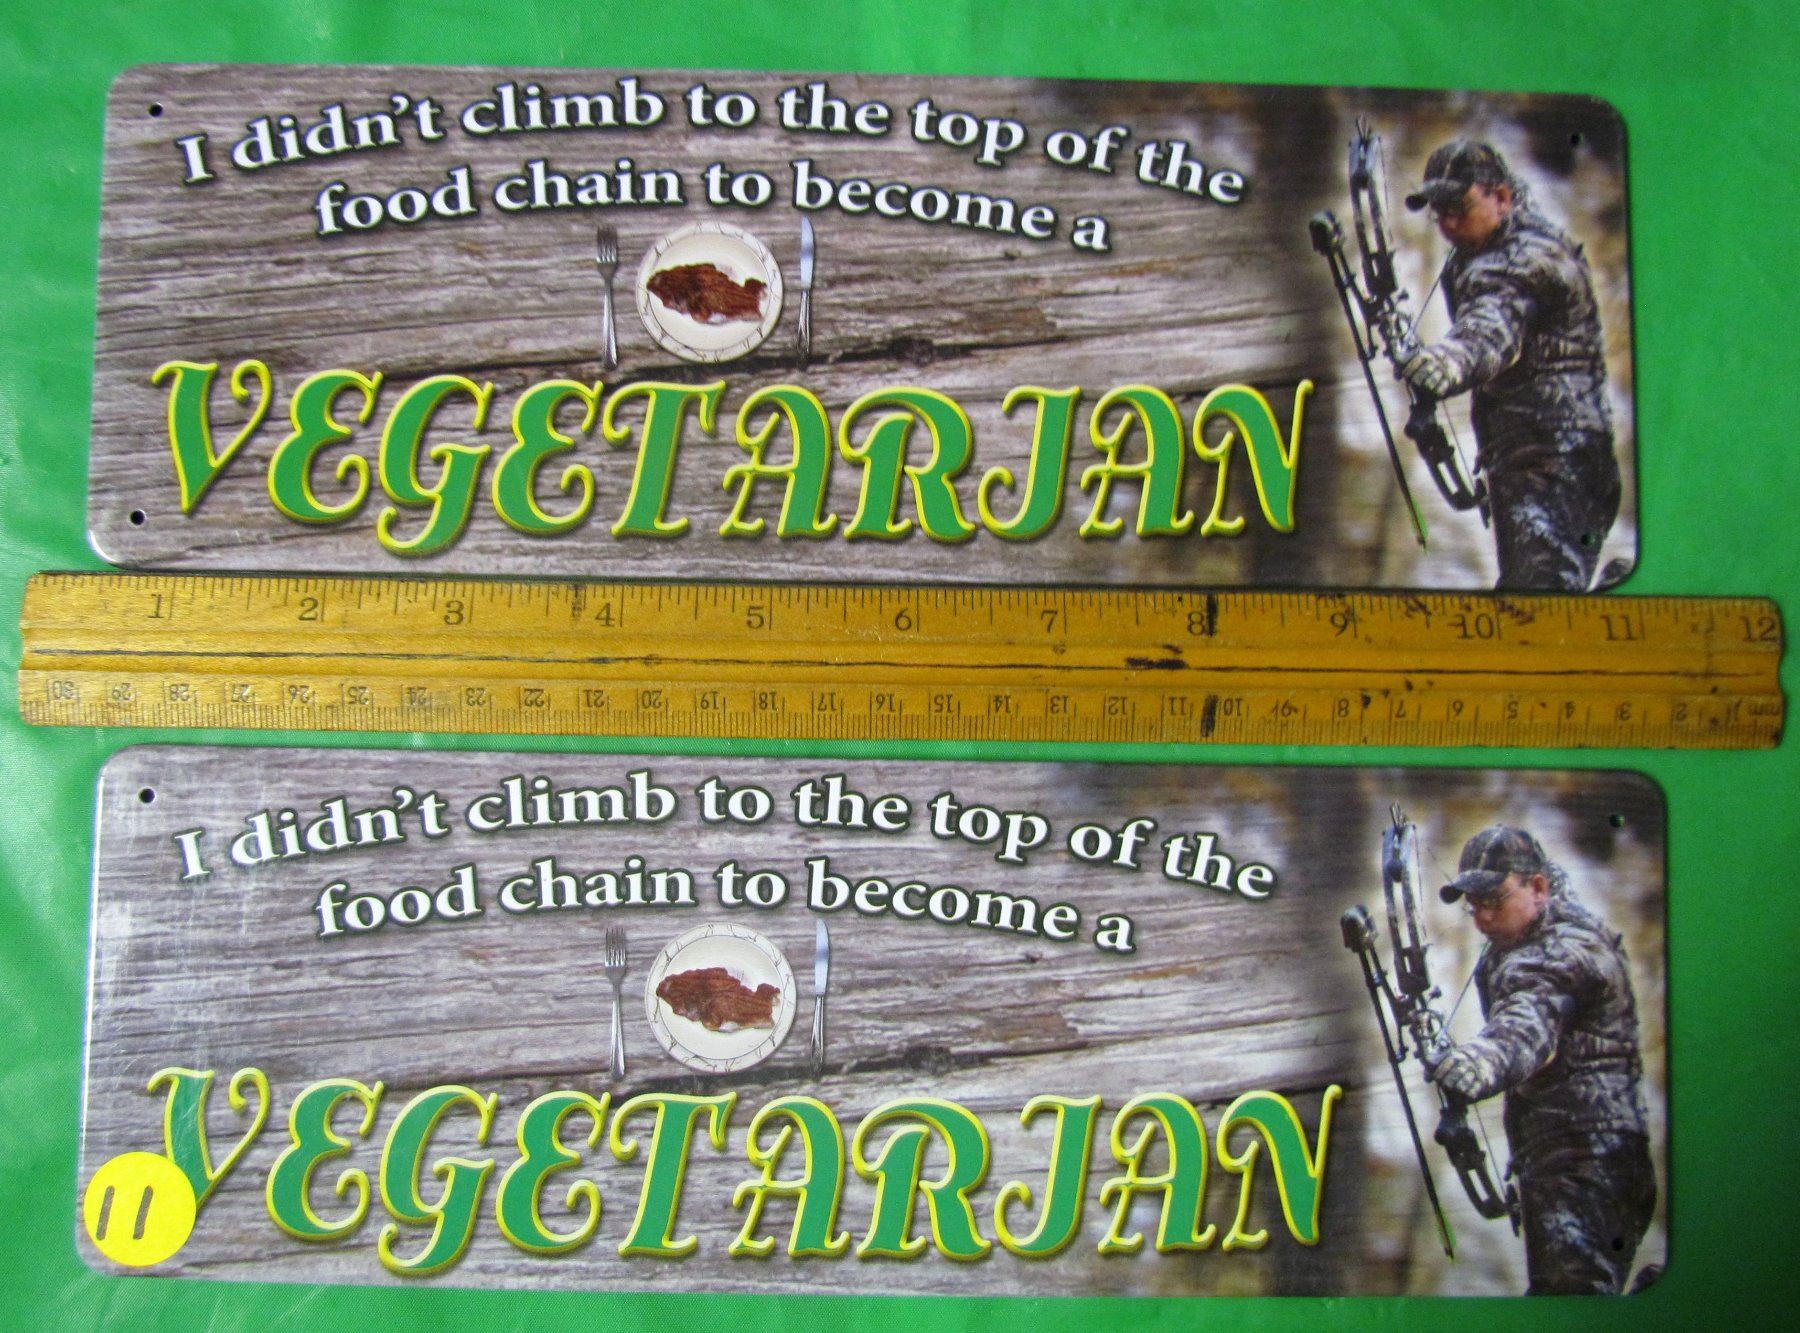 I didn't climb to the top of the
food chain to become a
VEGETARIAN
1 2 3 4 5 6 7 8 9 10 11 12
30 29 28 27 26 25 24 23 22 21 20 19 18 17 16 15 14 13 12 11 10 9 8 7 6 5 4 3 2 1 mm
I didn't climb to the top of the
food chain to become a
VEGETARIAN
11